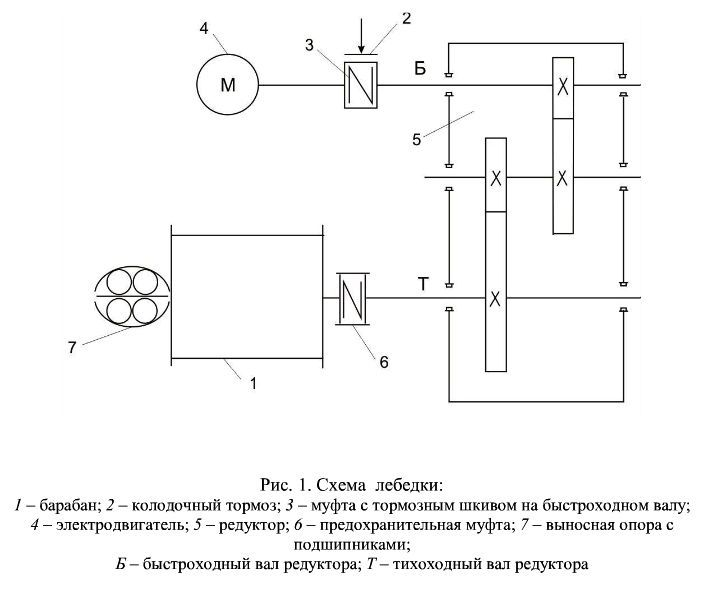 4
2
3
Б
М
5
Т
7
6
1
Рис. 1. Схема лебедки:
1 – барабан; 2 – колодочный тормоз; 3 – муфта с тормозным шкивом на быстроходном валу;
4 – электродвигатель; 5 – редуктор; 6 – предохранительная муфта; 7 – выносная опора с
подшипниками;
Б – быстроходный вал редуктора; Т – тихоходный вал редуктора